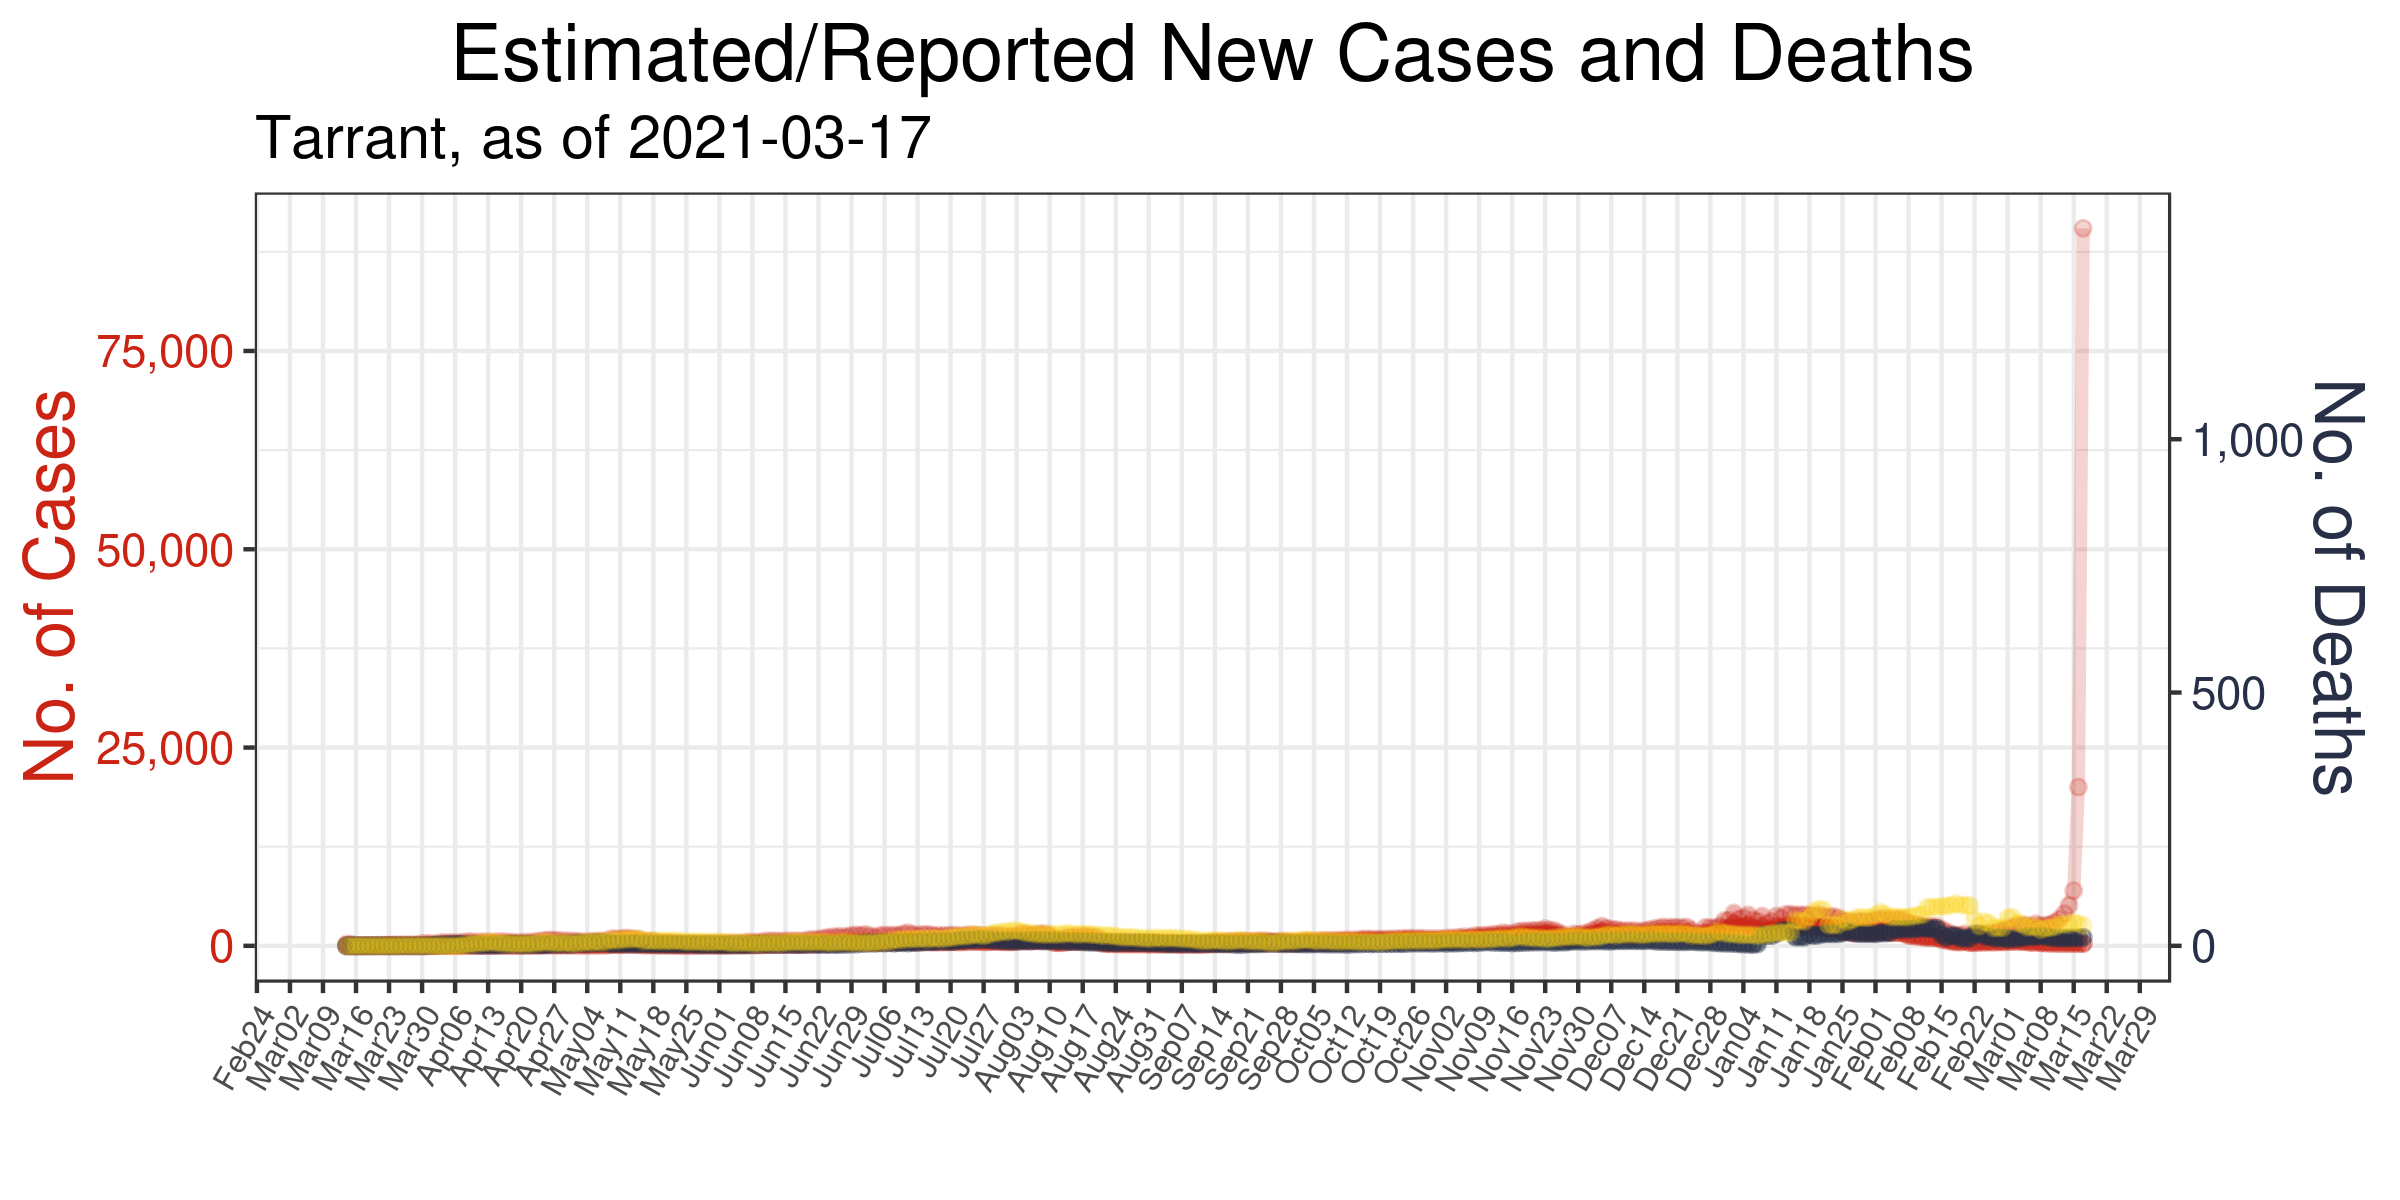 Estimated/Reported New Cases and Deaths
Tarrant, as of 2021-03-17
No. of Cases
75,000
50,000
25,000
0
1,000
500
0
No. of Deaths
Feb24
Mar02
Mar09
Mar16
Mar23
Mar30
Apr06
Apr13
Apr20
Apr27
May04
May11
May18
May25
Jun01
Jun08
Jun15
Jun22
Jun29
Jul06
Jul13
Jul20
Jul27
Aug03
Aug10
Aug17
Aug24
Aug31
Sep07
Sep14
Sep21
Sep28
Oct05
Oct12
Oct19
Oct26
Nov02
Nov09
Nov16
Nov23
Nov30
Dec07
Dec14
Dec21
Dec28
Jan04
Jan11
Jan18
Jan25
Feb01
Feb08
Feb15
Feb22
Mar01
Mar08
Mar15
Mar22
Mar29